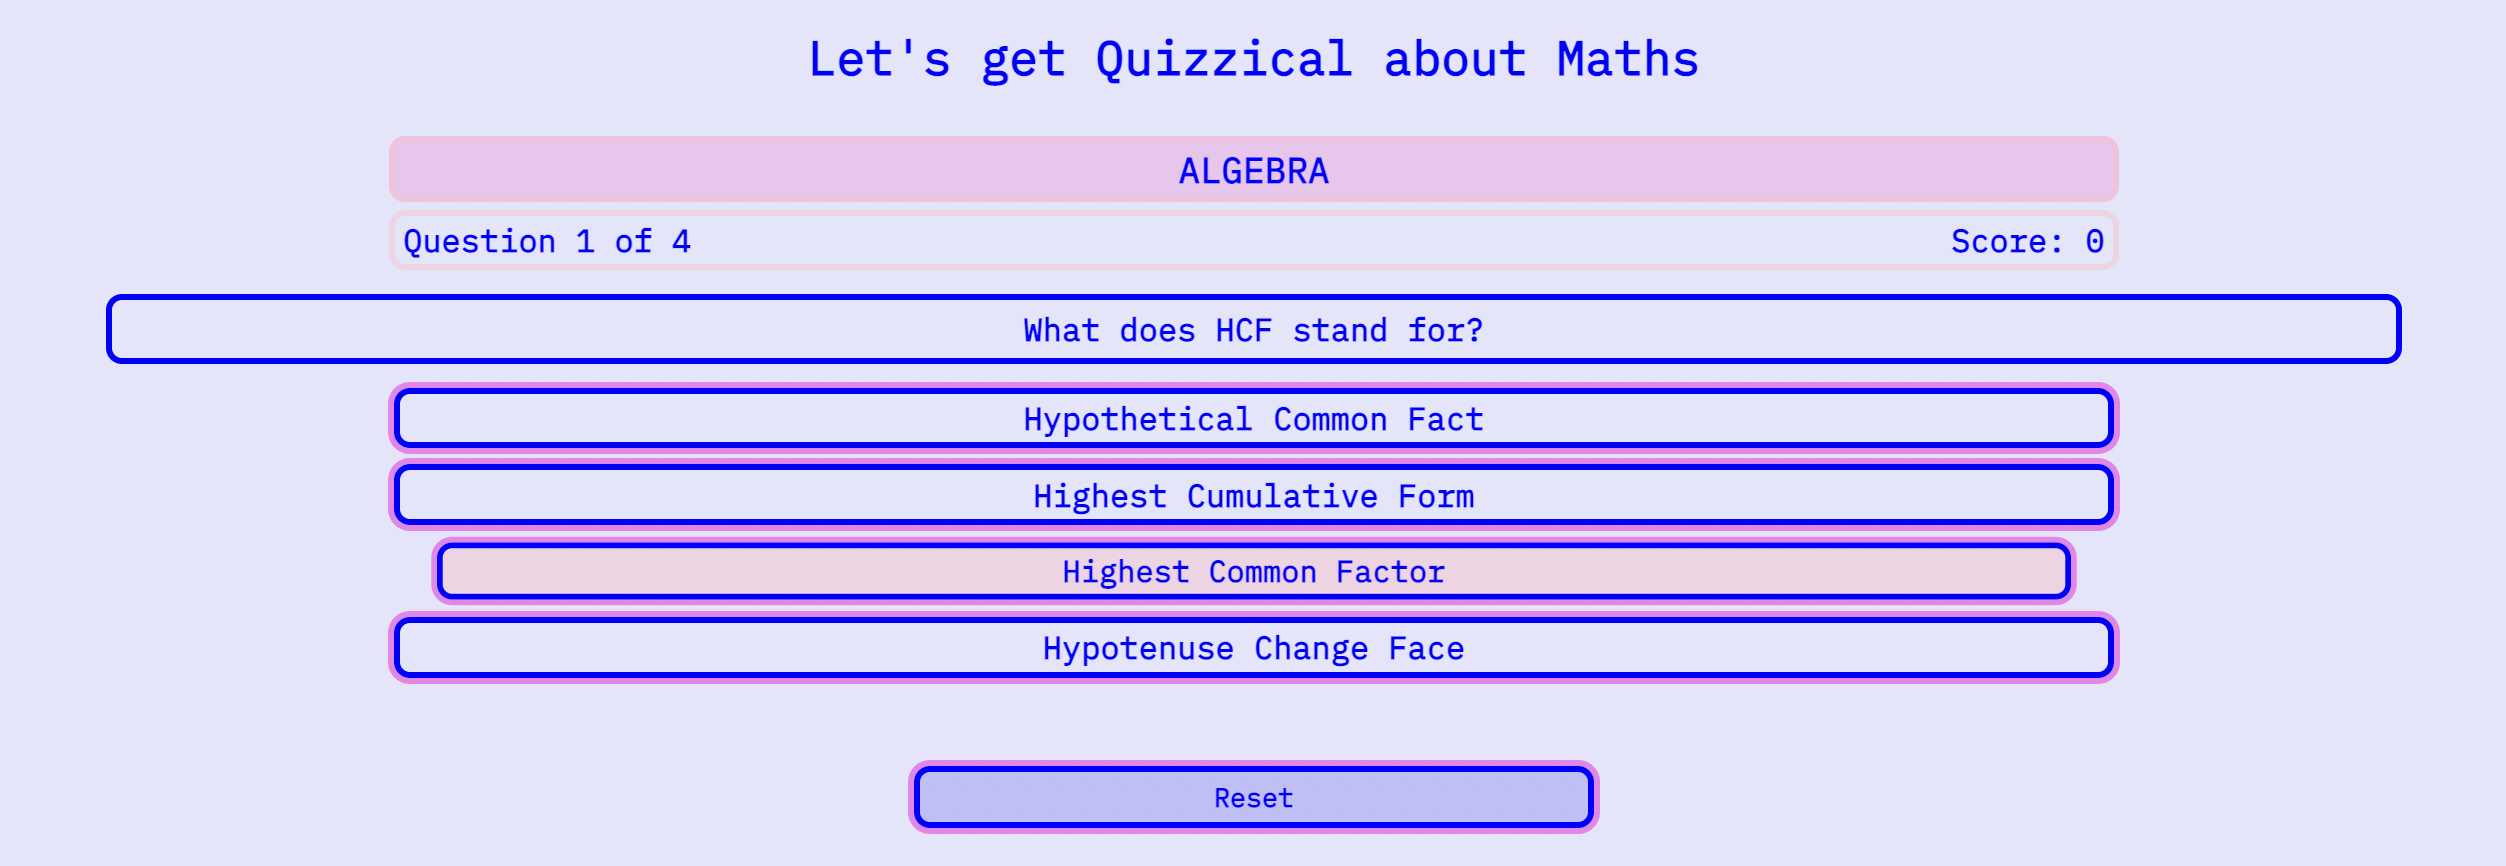 Let's get Quizzical about Maths
ALGEBRA
Question 1 of 4 Score: 0
What does HCF stand for?
Hypothetical Common Fact
Highest Cumulative Form
Highest Common Factor
Hypotenuse Change Face
Reset